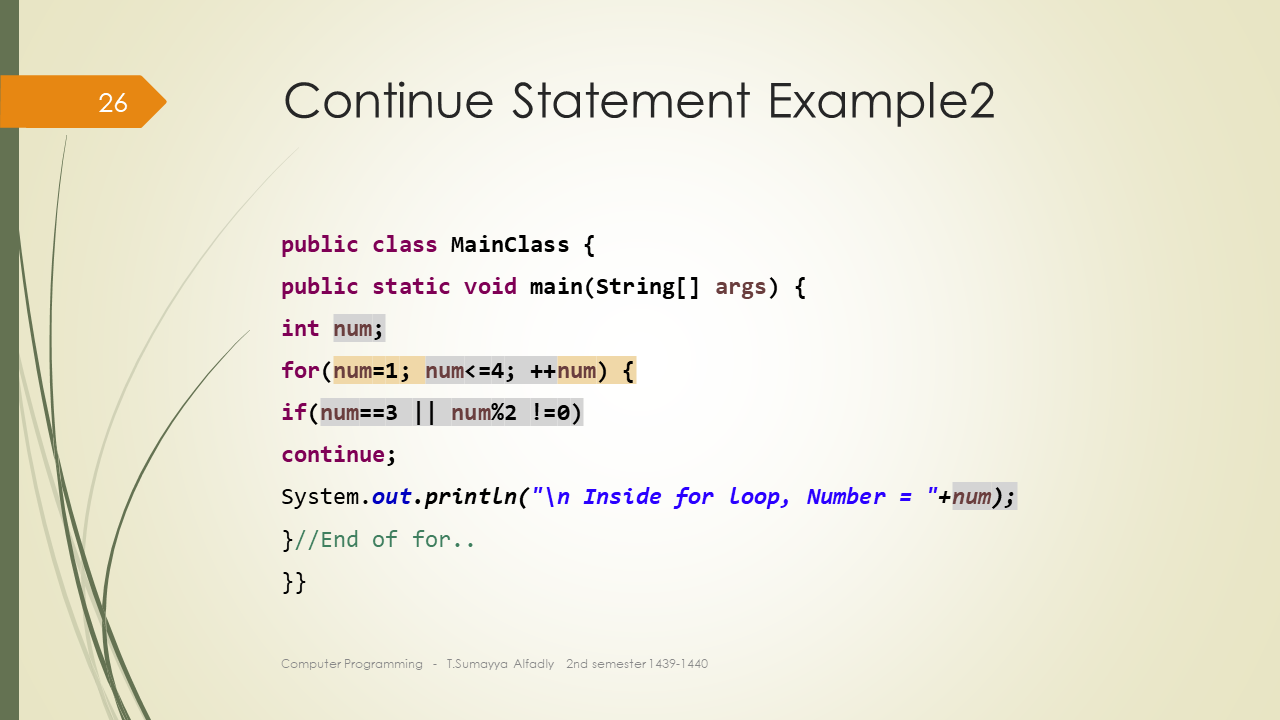 26
Continue Statement Example2
public class MainClass {
public static void main(String[] args) {
int num;
for(num=1; num<=4; ++num) {
if(num==3 || num%2 !=0)
continue;
System.out.println("\n Inside for loop, Number = "+num);
}//End of for..
}}
Computer Programming - T.Sumayya Alfadly 2nd semester 1439-1440